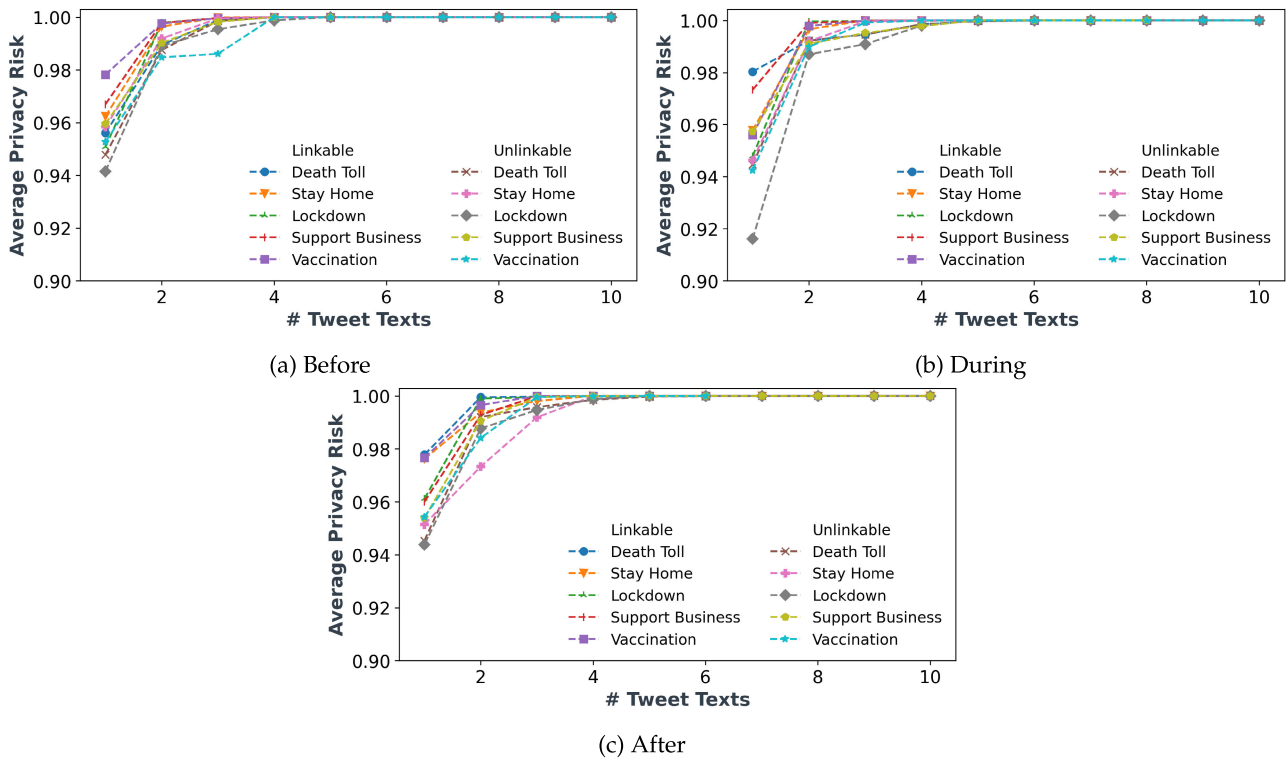 Average Privacy Risk
1.00
0.98
0.96
0.94
0.92
0.90
Linkable
Death Toll
Stay Home
Lockdown
Support Business
Vaccination
Unlinkable
Death Toll
Stay Home
Lockdown
Support Business
Vaccination
2 4 6 8 10
# Tweet Texts
(a) Before
Average Privacy Risk
1.00
0.98
0.96
0.94
0.92
0.90
Linkable
Death Toll
Stay Home
Lockdown
Support Business
Vaccination
Unlinkable
Death Toll
Stay Home
Lockdown
Support Business
Vaccination
2 4 6 8 10
# Tweet Texts
(b) During
Average Privacy Risk
1.00
0.98
0.96
0.94
0.92
0.90
Linkable
Death Toll
Stay Home
Lockdown
Support Business
Vaccination
Unlinkable
Death Toll
Stay Home
Lockdown
Support Business
Vaccination
2 4 6 8 10
# Tweet Texts
(c) After